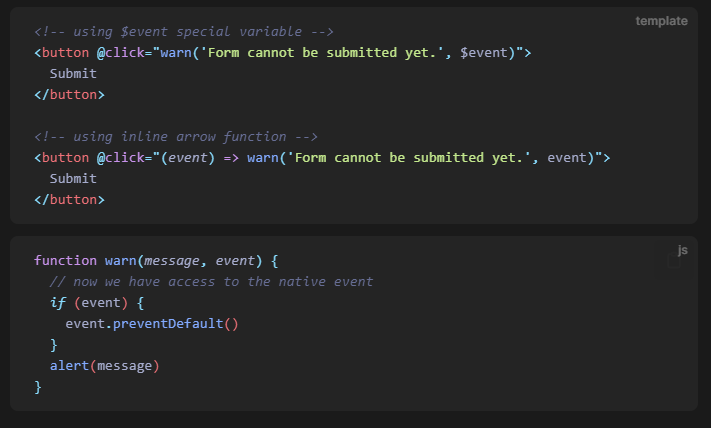 template
<!-- using $event special variable -->
<button @click="warn('Form cannot be submitted yet.', $event)">
  Submit
</button>

<!-- using inline arrow function -->
<button @click="(event) => warn('Form cannot be submitted yet.', event)">
  Submit
</button>

js
function warn(message, event) {
  // now we have access to the native event
  if (event) {
    event.preventDefault()
  }
  alert(message)
}